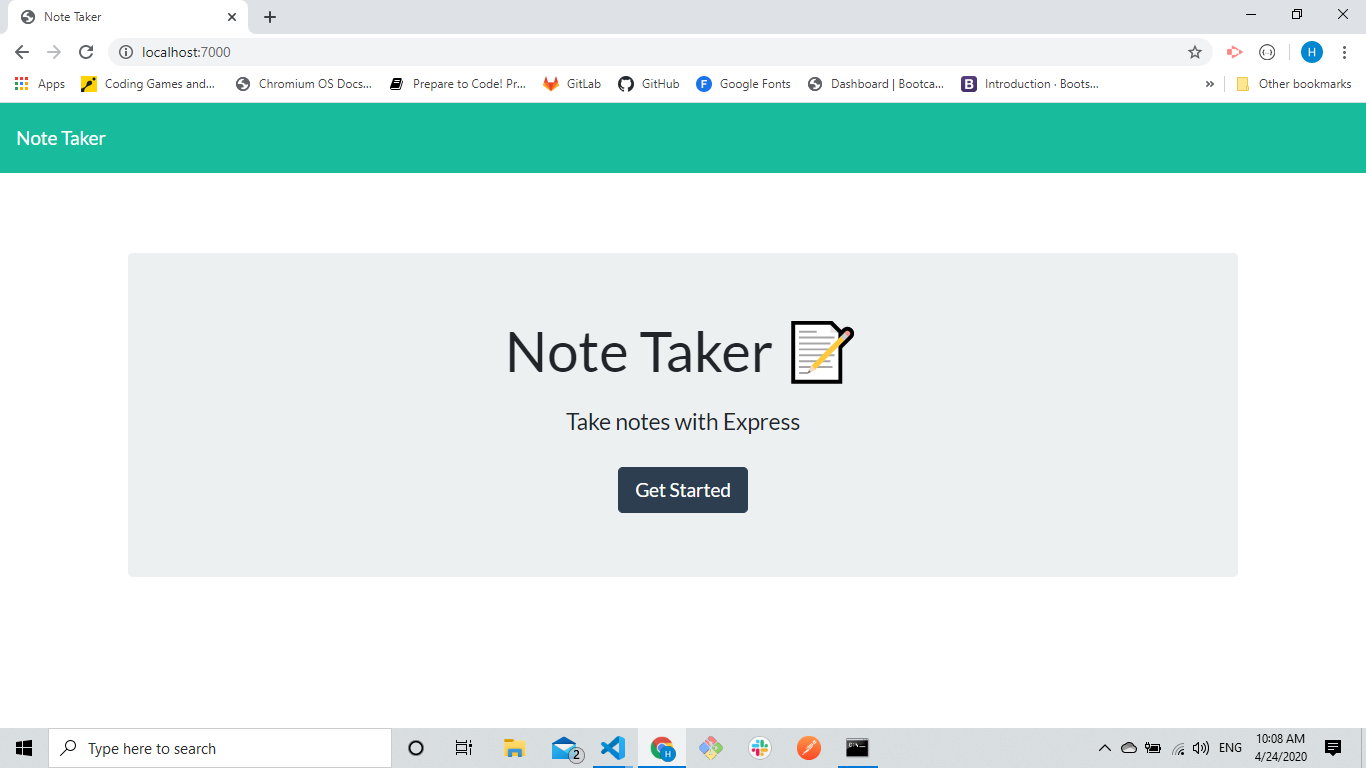 Note Taker
localhost:7000
H
Apps
Coding Games and...
Chromium OS Docs...
Prepare to Code! Pr...
GitLab
GitHub
F
Google Fonts
Dashboard | Bootca...
B
Introduction · Boots...
»
Other bookmarks
Note Taker
Note Taker
Take notes with Express
Get Started
Type here to search
2
H
ENG
10:08 AM
4/24/2020